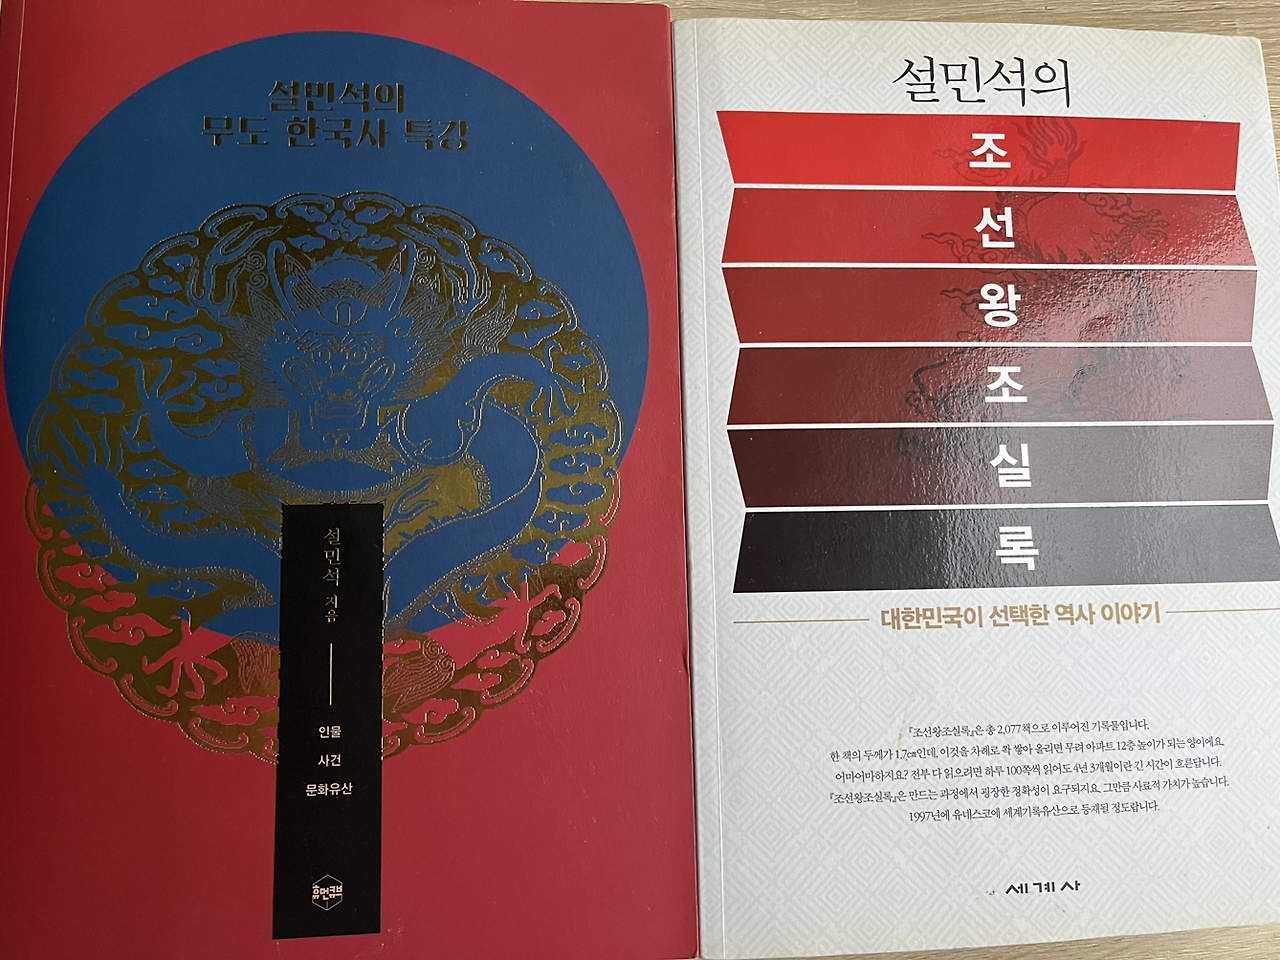 설민석의
무도 한국사 특강
설민석 지음
인물
사건
문화유산
휴먼큐브
설민석의
조
선
왕
조
실
록
대한민국이 선택한 역사 이야기
『조선왕조실록』은 총 2,077책으로 이루어진 기록물입니다.
한 책의 두께가 1.7cm인데, 이것을 차례로 쫙 쌓아 올리면 무려 아파트 12층 높이가 되는 양이에요.
어마어마하지요? 전부 다 읽으려면 하루 100쪽씩 읽어도 4년 3개월이란 긴 시간이 흐른답니다.
『조선왕조실록』은 만드는 과정에서 굉장한 정확성이 요구되지요. 그만큼 사료적 가치가 높습니다.
1997년에 유네스코에 세계기록유산으로 등재될 정도랍니다.
세계사